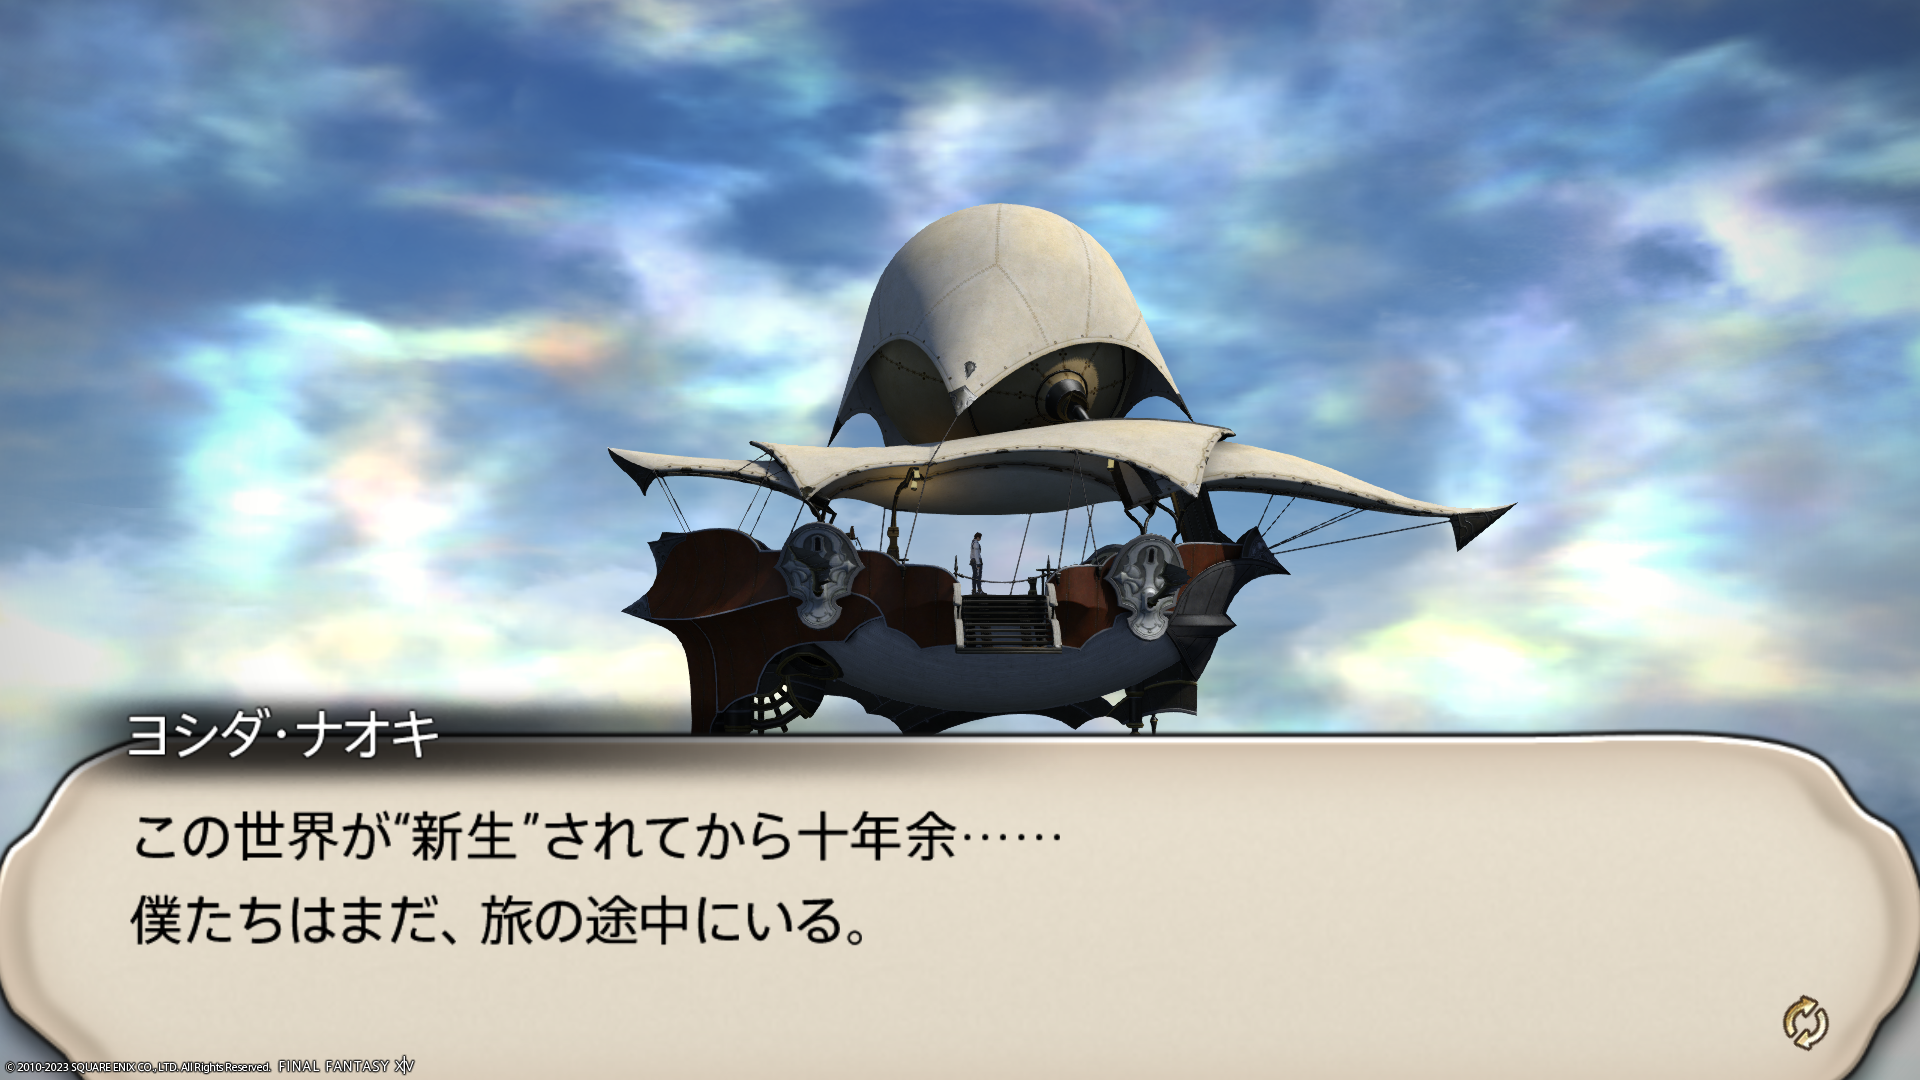 ヨシダ・ナオキ
この世界が“新生”されてから十年余……
僕たちはまだ、旅の途中にいる。
© 2010-2023 SQUARE ENIX CO., LTD. All Rights Reserved. FINAL FANTASY XIV